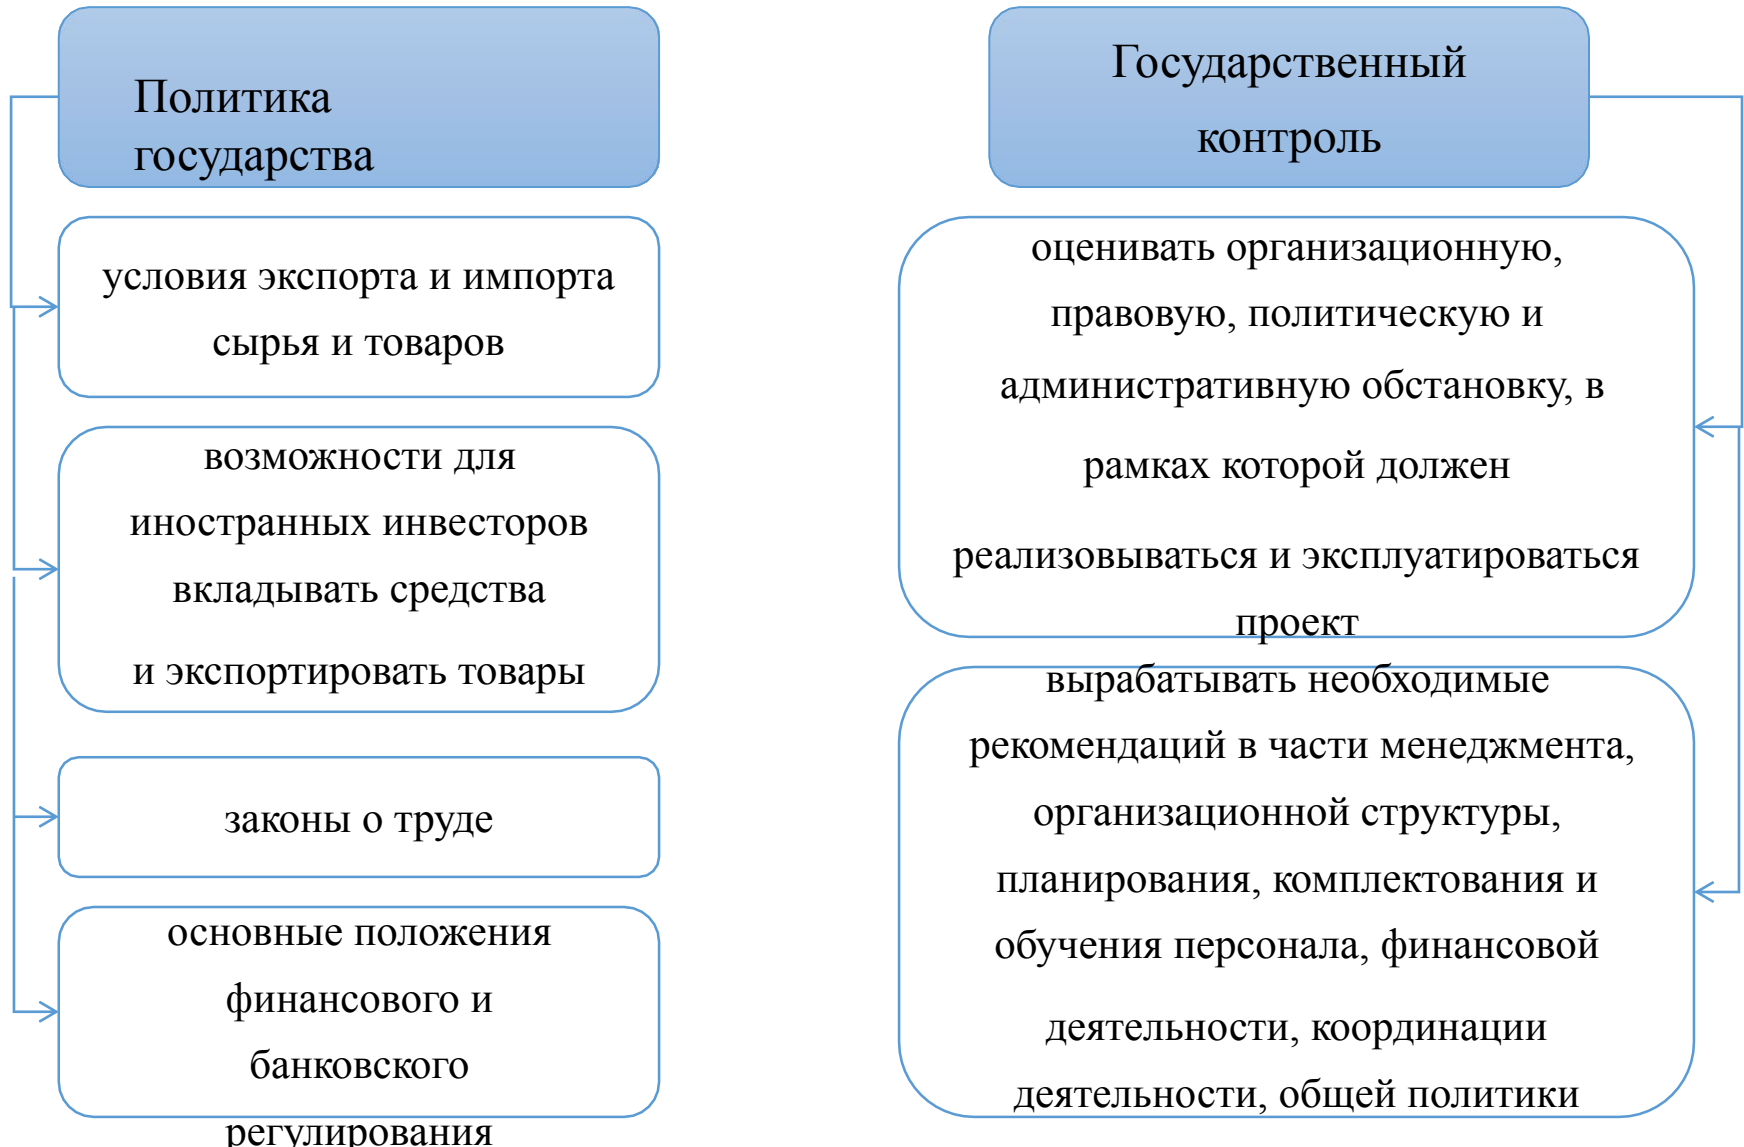 Политика
государства
условия экспорта и импорта
сырья и товаров
возможности для
иностранных инвесторов
вкладывать средства
и экспортировать товары
законы о труде
основные положения
финансового и
банковского
регулирования
Государственный
контроль
оценивать организационную,
правовую, политическую и
административную обстановку, в
рамках которой должен
реализовываться и эксплуатироваться
проект
вырабатывать необходимые
рекомендаций в части менеджмента,
организационной структуры,
планирования, комплектования и
обучения персонала, финансовой
деятельности, координации
деятельности, общей политики